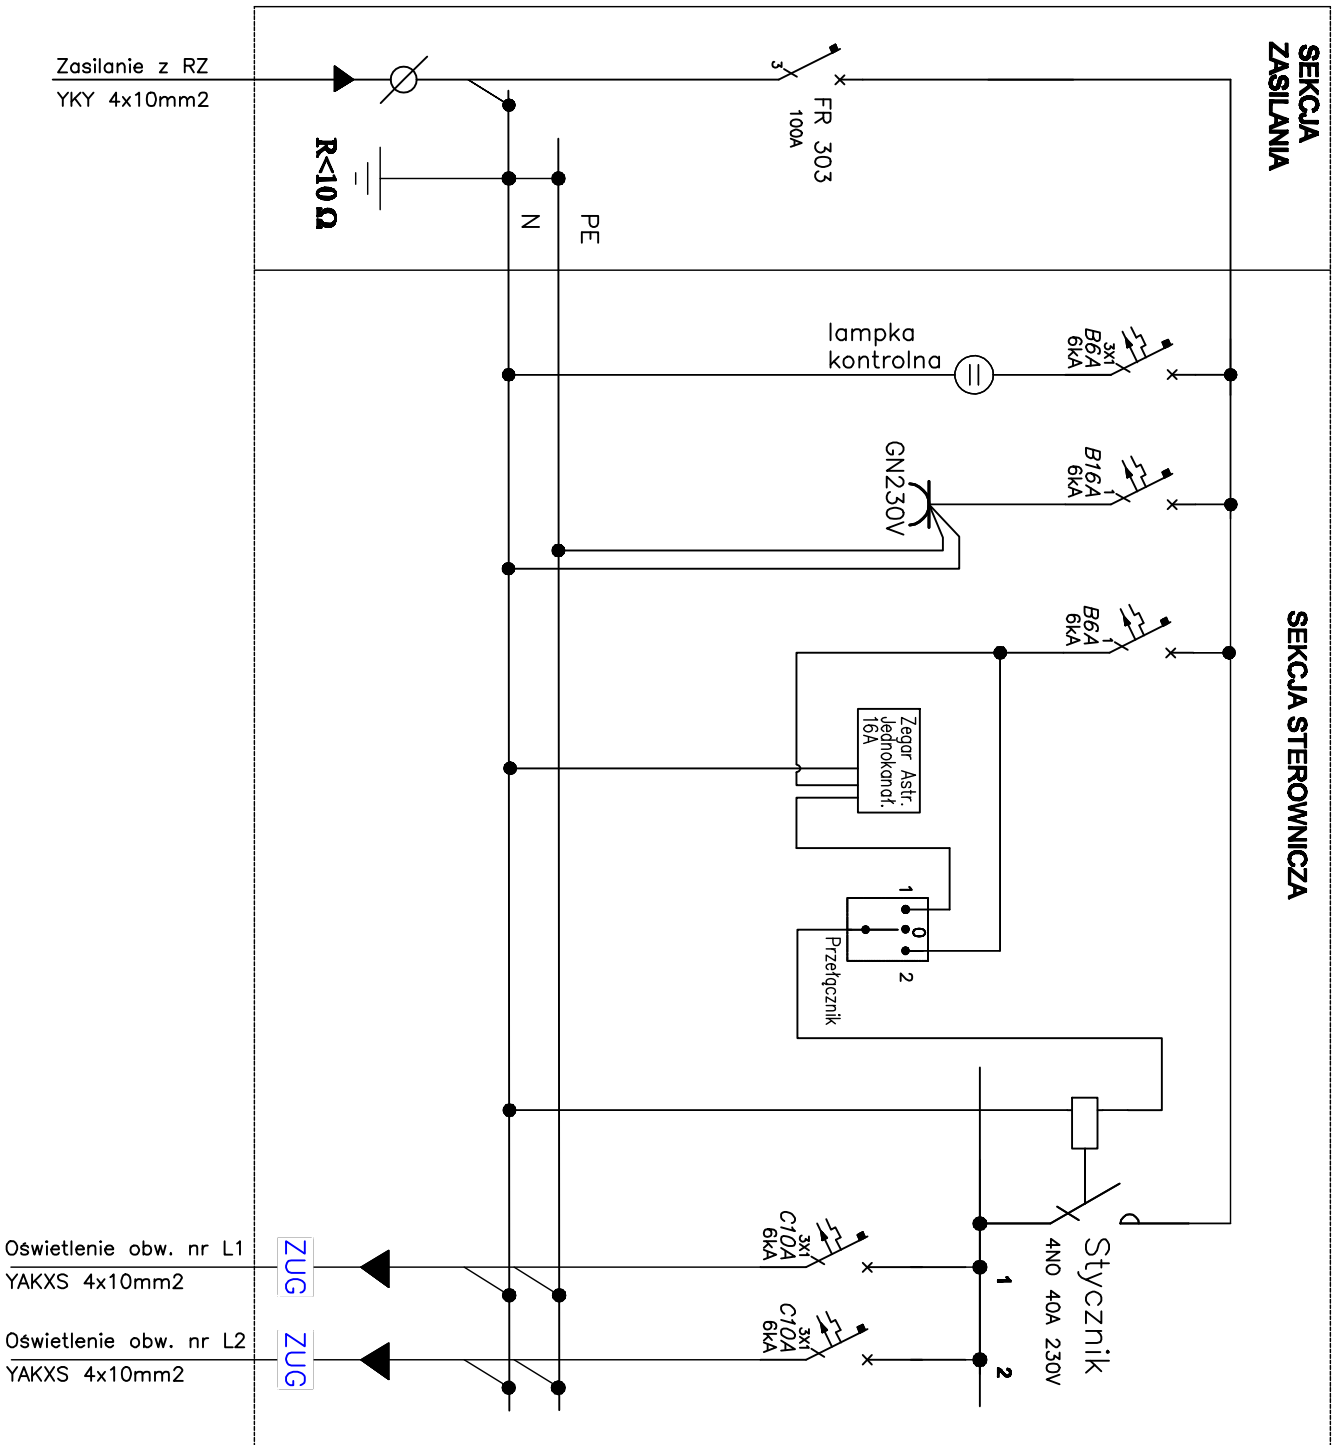 SEKCJA
ZASILANIA
Zasilanie z RZ
YKY 4x10mm2
3
FR 303
100A
R<10 Ω
N
PE
SEKCJA STEROWNICZA
lampka
kontrolna
3X1
B6A
6kA
GN230V
1
B16A
6kA
1
B6A
6kA
Zegar Astr.
Jednokanał.
16A
1
0
2
Przełącznik
Stycznik
4NO 40A 230V
1
2
3X1
C10A
6kA
3X1
C10A
6kA
Oświetlenie obw. nr L1
YAKXS 4x10mm2
ZUG
Oświetlenie obw. nr L2
YAKXS 4x10mm2
ZUG